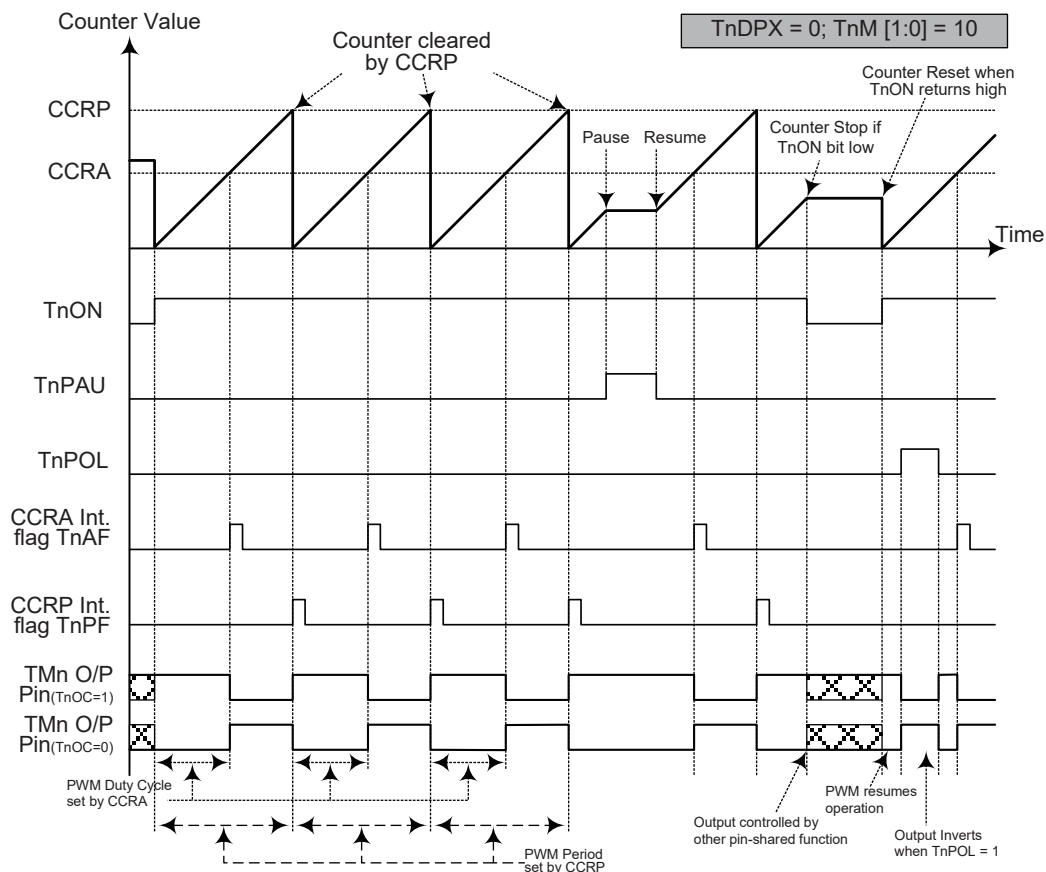 Counter Value
TnDPX = 0; TnM [1:0] = 10
Counter cleared
by CCRP
Counter Reset when
TnON returns high
CCRP
Pause
Resume
Counter Stop if
TnON bit low
CCRA
Time
TnON
TnPAU
TnPOL
CCRA Int.
flag TnAF
CCRP Int.
flag TnPF
TMn O/P
Pin(TnOC=1)
TMn O/P
Pin(TnOC=0)
PWM Duty Cycle
set by CCRA
PWM resumes
operation
Output controlled by
other pin-shared function
Output Inverts
when TnPOL = 1
PWM Period
set by CCRP